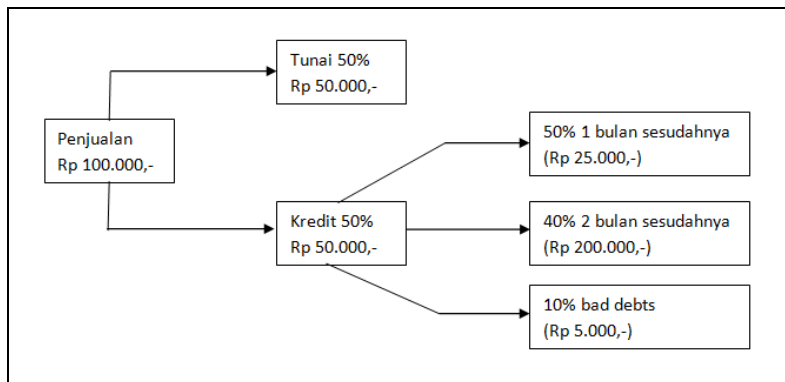 Tunai 50%
Rp 50.000,-
Penjualan
Rp 100.000,-
Kredit 50%
Rp 50.000,-
50% 1 bulan sesudahnya
(Rp 25.000,-)
40% 2 bulan sesudahnya
(Rp 200.000,-)
10% bad debts
(Rp 5.000,-)